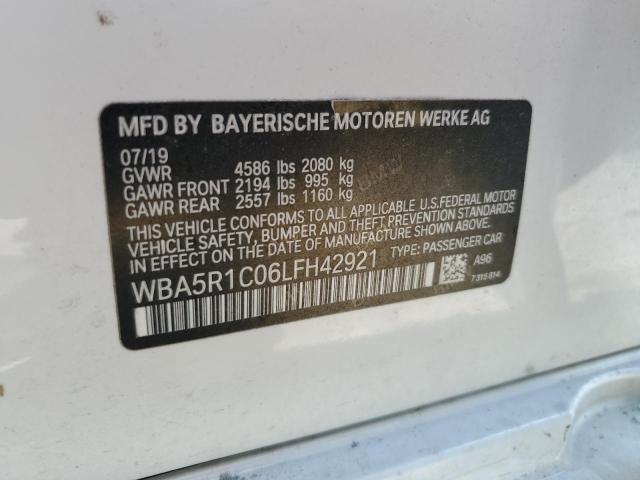 MFD BY BAYERISCHE MOTOREN WERKE AG
07/19
GVWR 4586 lbs 2080 kg
GAWR FRONT 2194 lbs 995 kg
GAWR REAR 2557 lbs 1160 kg
THIS VEHICLE CONFORMS TO ALL APPLICABLE U.S.FEDERAL MOTOR
VEHICLE SAFETY, BUMPER AND THEFT PREVENTION STANDARDS
IN EFFECT ON THE DATE OF MANUFACTURE SHOWN ABOVE.
WBA5R1C06LFH42921 TYPE: PASSENGER CAR
A96
7315814